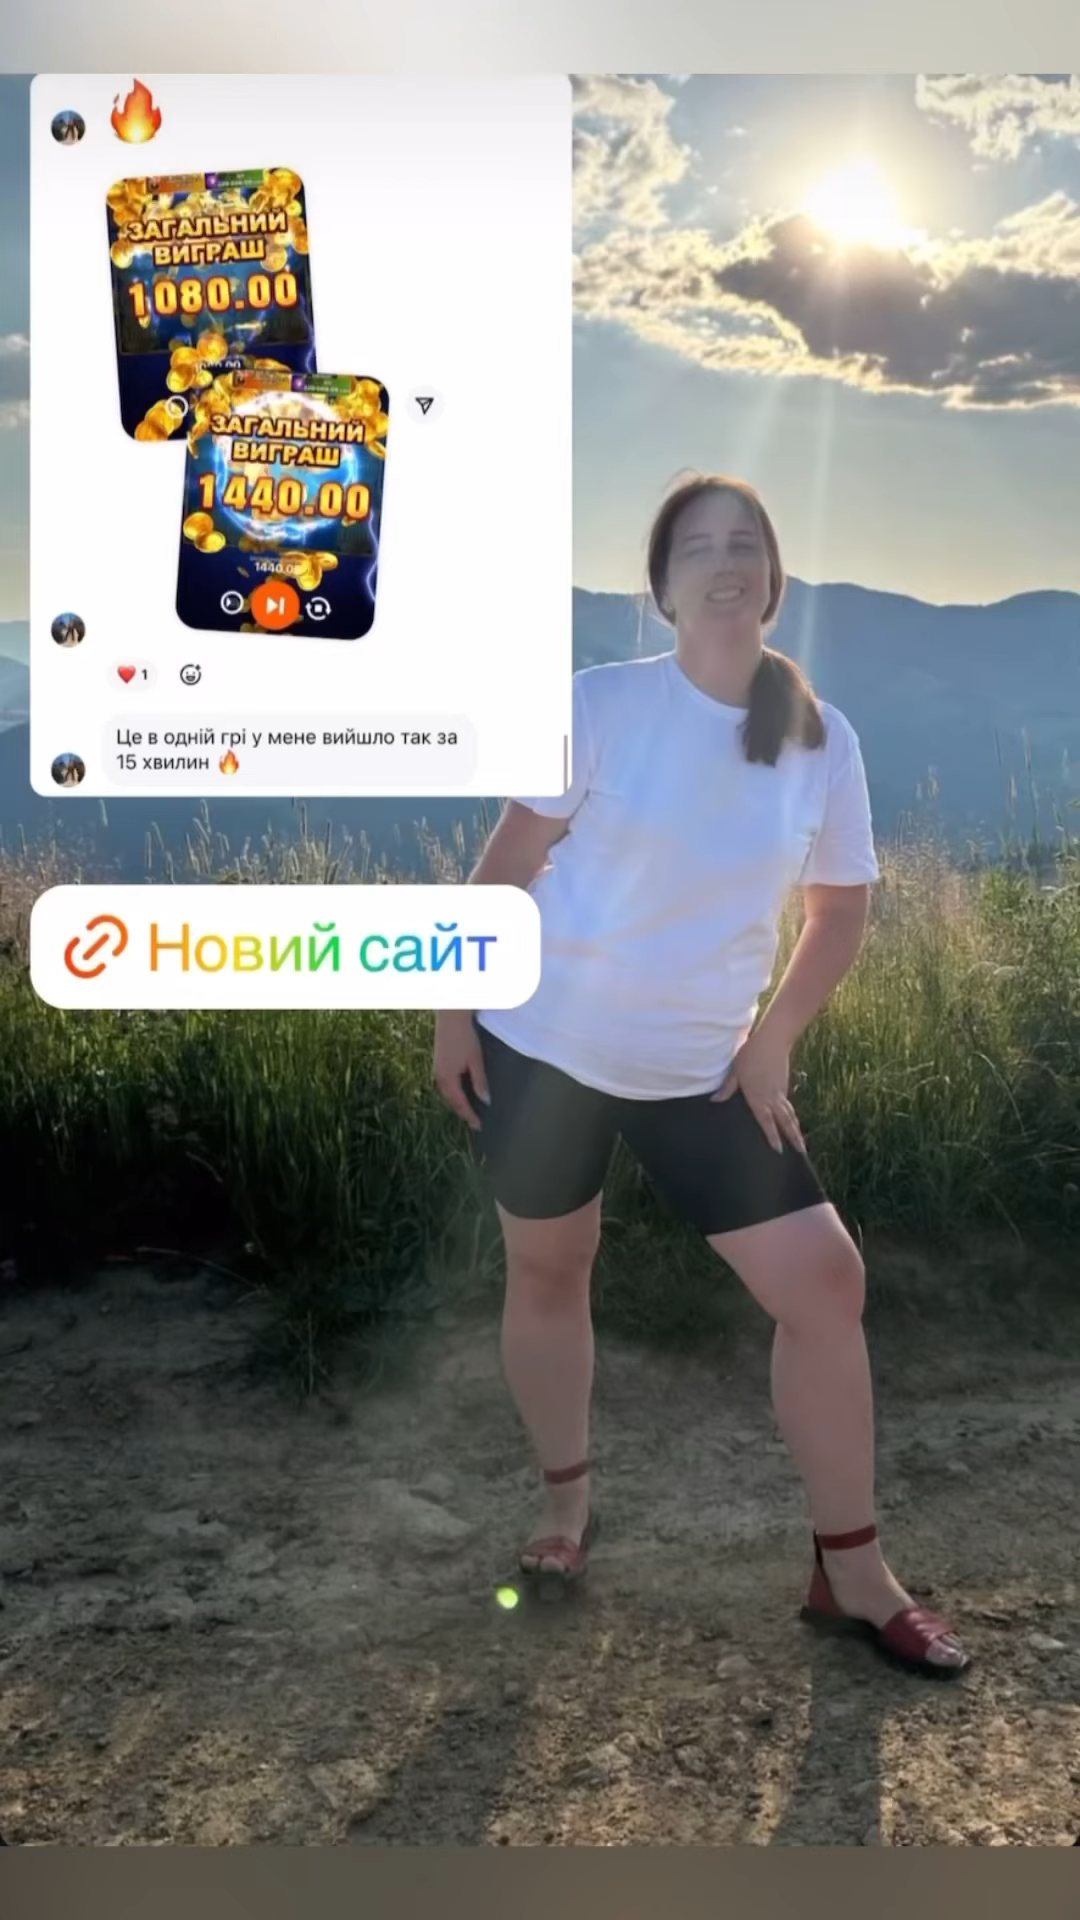 🔥
ЗАГАЛЬНИЙ
ВИГРАШ
1080.00
ЗАГАЛЬНИЙ
ВИГРАШ
1440.00
1440.00
❤️ 1
Це в одній грі у мене вийшло так за
15 хвилин 🔥
Новий сайт